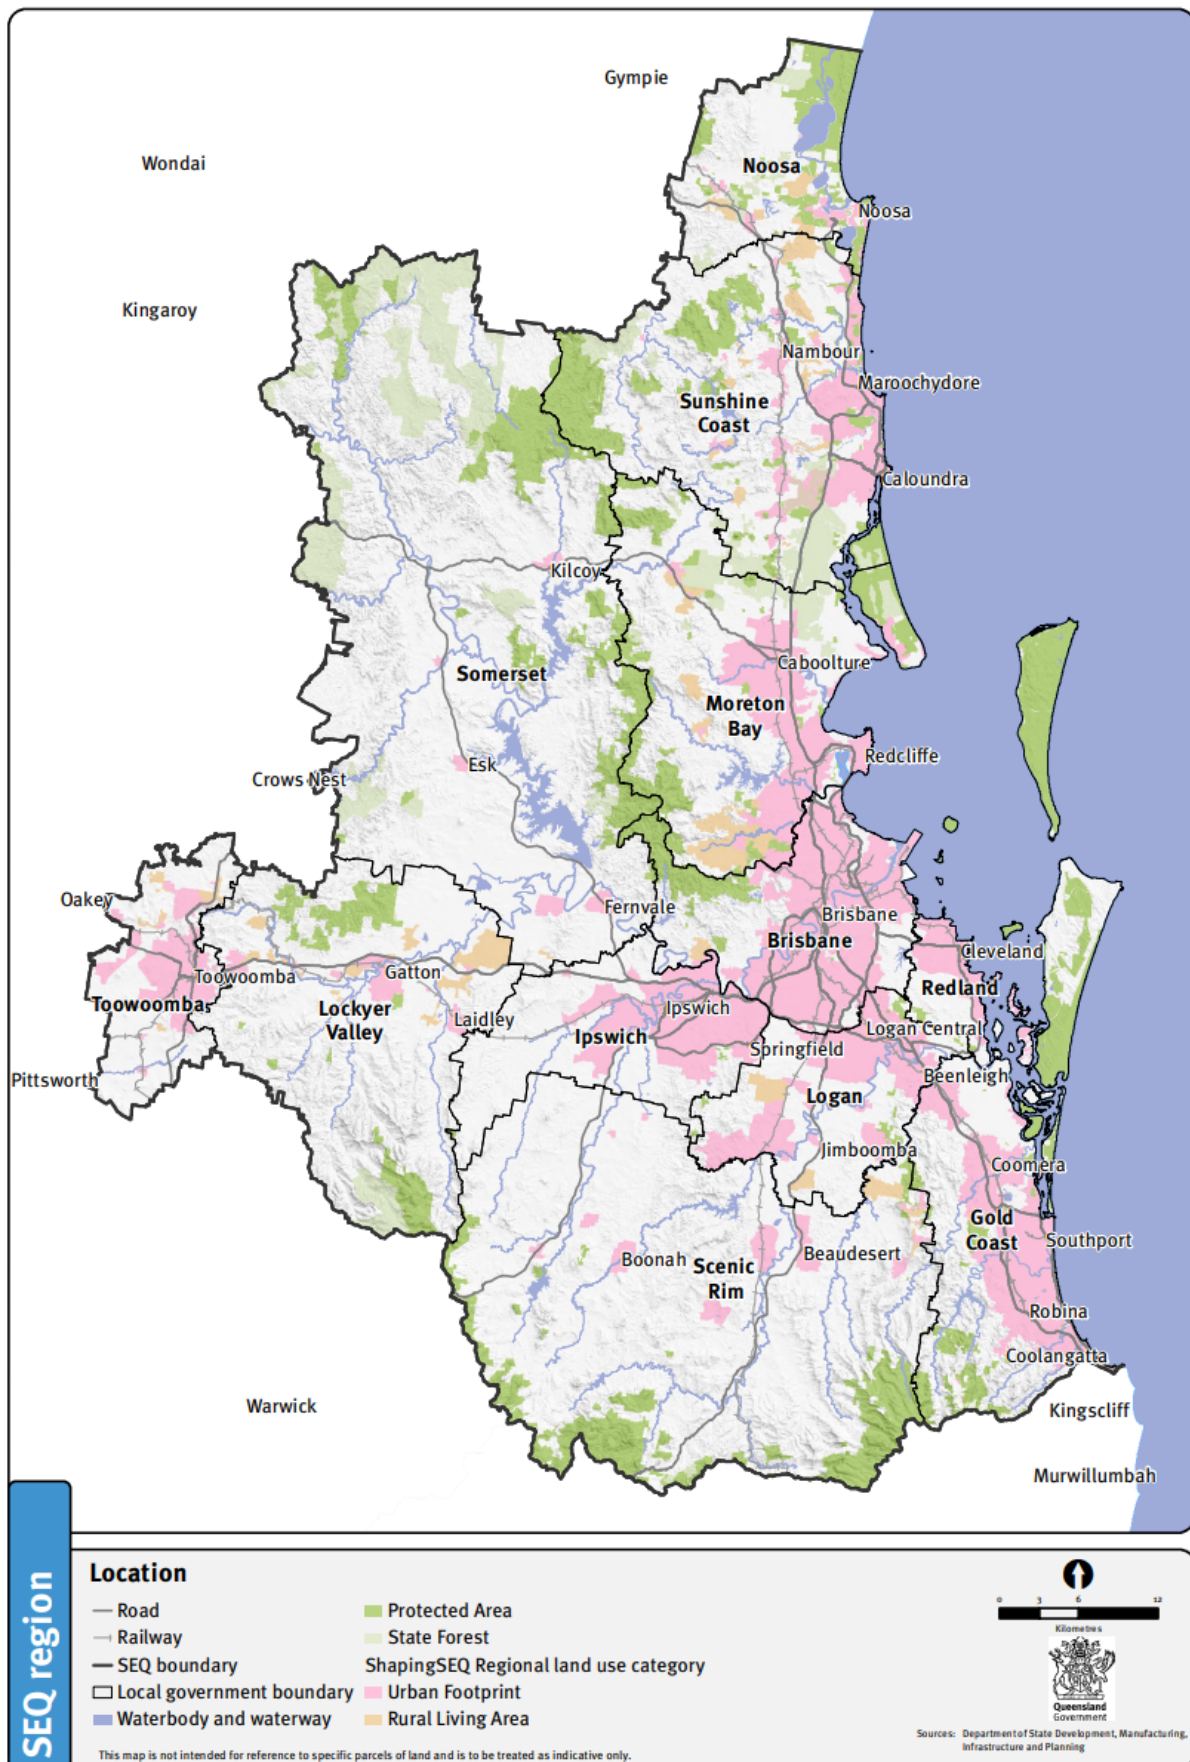 Gympie
Wondai
Noosa
Noosa
Kingaroy
Nambour
Maroochydore
Sunshine
Coast
Caloundra
Kilcoy
Caboolture
Somerset
Moreton
Bay
Redcliffe
Esk
Crows Nest
Oakey
Fernvale
Brisbane
Brisbane
Cleveland
Toowoomba
Gatton
Redland
Toowoomba
Lockyer
Valley
Laidley
Ipswich
Ipswich
Logan Central
Springfield
Pittsworth
Beenleigh
Logan
Jimboomba
Coomera
Gold
Coast
Southport
Boonah
Scenic
Rim
Beaudesert
Robina
Coolangatta
Warwick
Kingscliff
Murwillumbah
SEQ region
Location
Road
Railway
SEQ boundary
Local government boundary
Waterbody and waterway
Protected Area
State Forest
ShapingSEQ Regional land use category
Urban Footprint
Rural Living Area
This map is not intended for reference to specific parcels of land and is to be treated as indicative only.
0 3 6 12
Kilometres
Queensland
Government
Sources: Department of State Development, Manufacturing,
Infrastructure and Planning